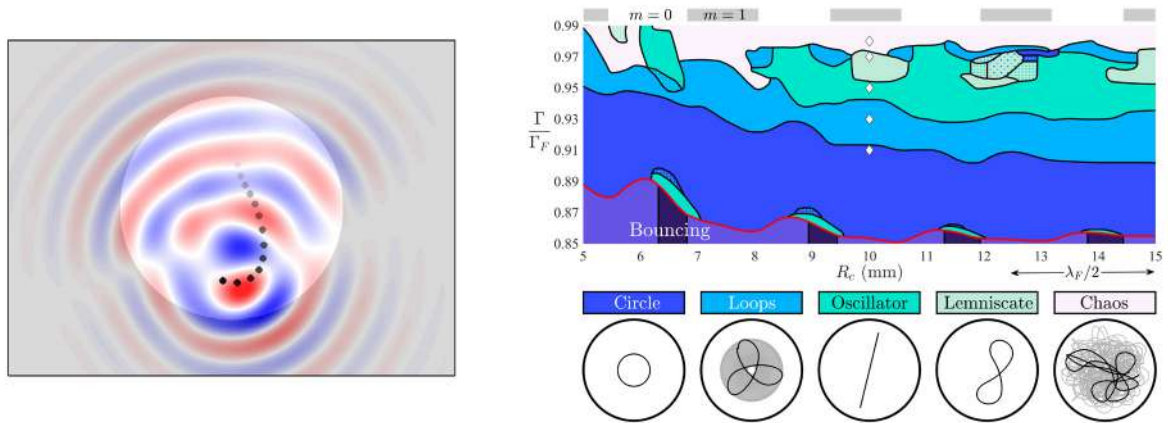 m = 0 m = 1
0.99
0.97
0.95
0.93
0.91
0.89
0.87
0.85
Γ
Γ_F
Bouncing
5 6 7 8 9 10 11 12 13 14 15
R_c (mm)
λ_F/2
Circle Loops Oscillator Lemniscate Chaos